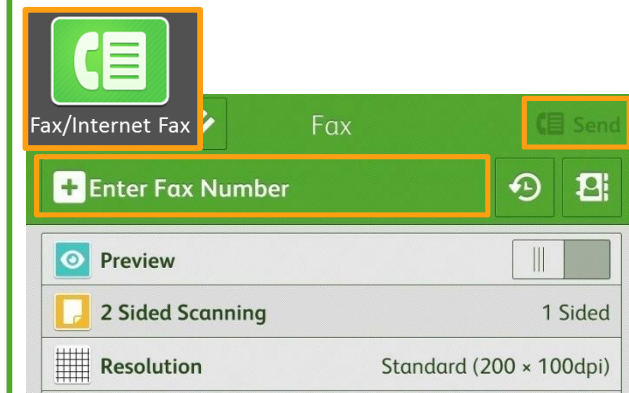 Fax/Internet Fax
Fax
Send
Enter Fax Number
Preview
2 Sided Scanning 1 Sided
Resolution Standard (200 × 100dpi)